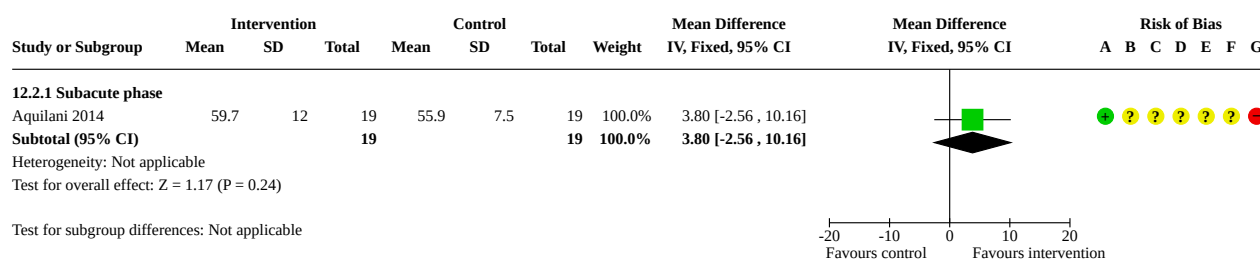 Intervention Control Mean Difference Mean Difference Risk of Bias
Study or Subgroup Mean SD Total Mean SD Total Weight IV, Fixed, 95% CI IV, Fixed, 95% CI A B C D E F G
12.2.1 Subacute phase
Aquilani 2014 59.7 12 19 55.9 7.5 19 100.0% 3.80 [-2.56 , 10.16] + ? ? ? ? ? −
Subtotal (95% CI) 19 19 100.0% 3.80 [-2.56 , 10.16]
Heterogeneity: Not applicable
Test for overall effect: Z = 1.17 (P = 0.24)
Test for subgroup differences: Not applicable
-20 -10 0 10 20
Favours control Favours intervention